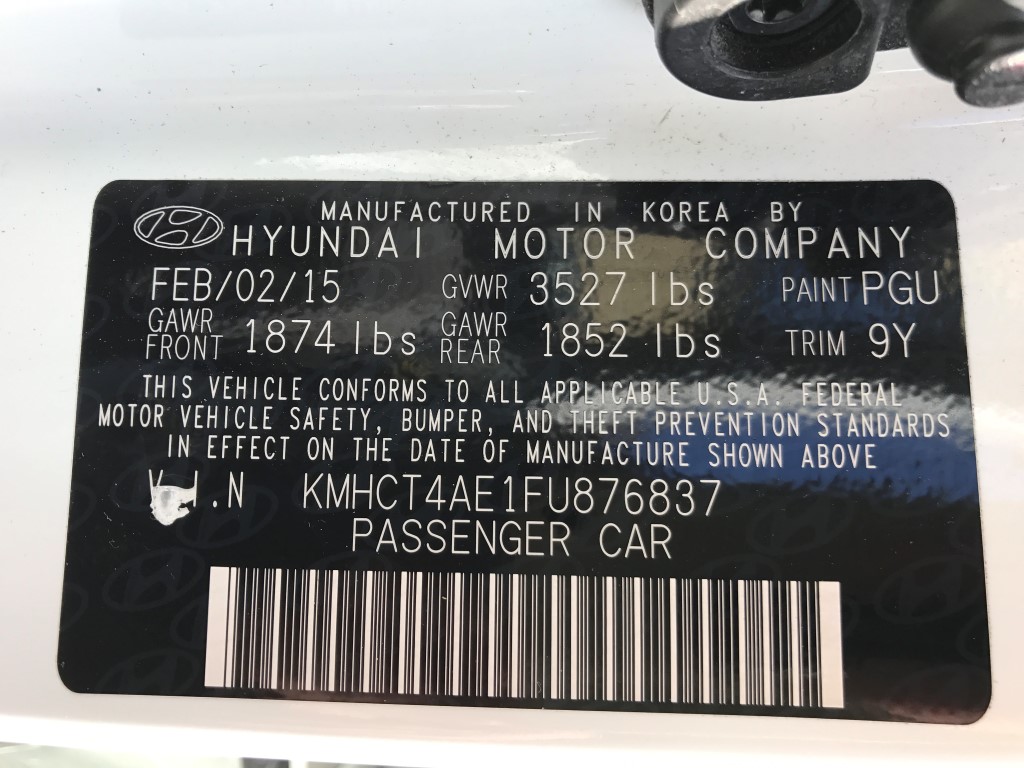 MANUFACTURED IN KOREA BY
HYUNDAI MOTOR COMPANY
FEB/02/15 GVWR 3527 lbs PAINT PGU
GAWR FRONT 1874 lbs GAWR REAR 1852 lbs TRIM 9Y
THIS VEHICLE CONFORMS TO ALL APPLICABLE U.S.A. FEDERAL
MOTOR VEHICLE SAFETY, BUMPER, AND THEFT PREVENTION STANDARDS
IN EFFECT ON THE DATE OF MANUFACTURE SHOWN ABOVE
V.I.N KMHCT4AE1FU876837
PASSENGER CAR